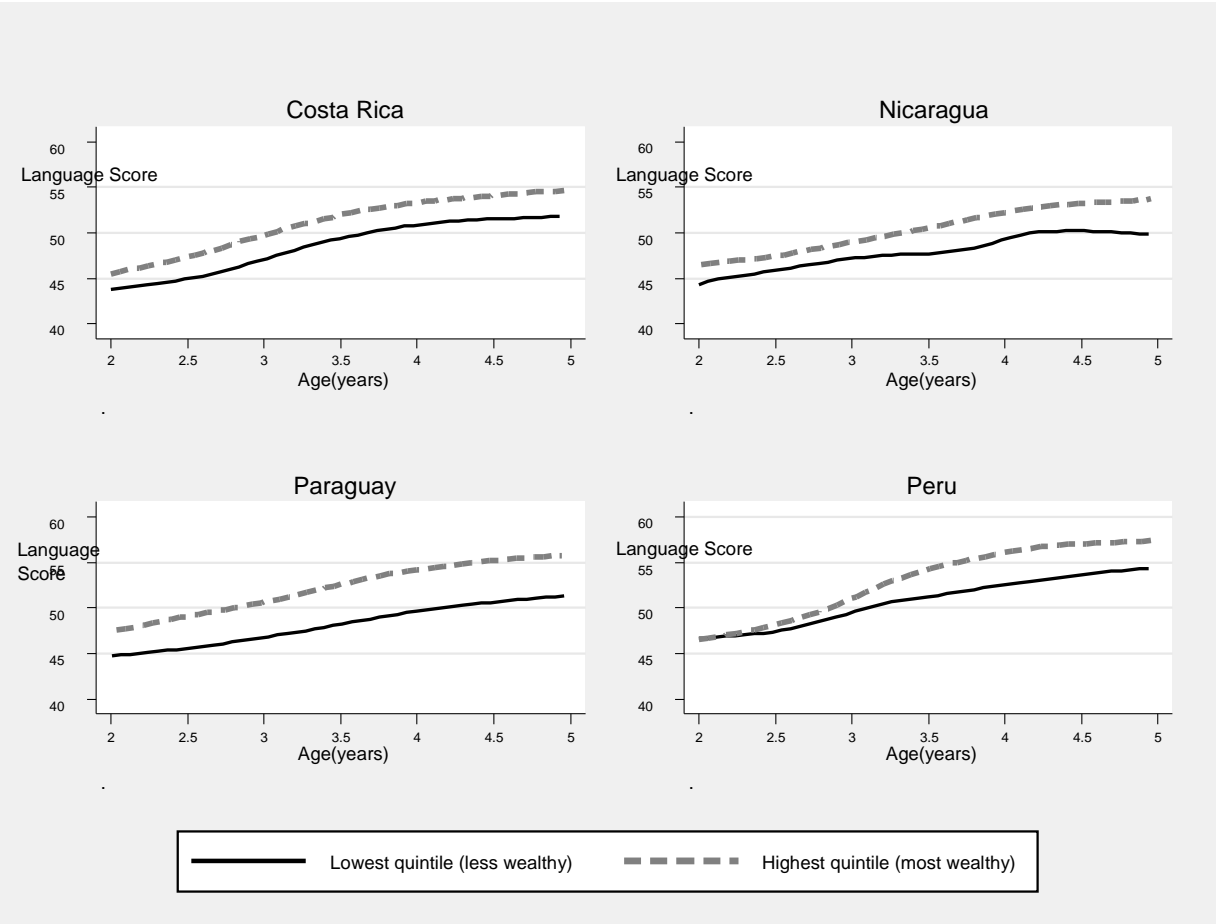 Costa Rica
60
Language Score
55
50
45
40
2 2.5 3 3.5 4 4.5 5
Age(years)
.
Nicaragua
60
Language Score
55
50
45
40
2 2.5 3 3.5 4 4.5 5
Age(years)
.
Paraguay
60
Language
Score
55
50
45
40
2 2.5 3 3.5 4 4.5 5
Age(years)
.
Peru
60
Language Score
55
50
45
40
2 2.5 3 3.5 4 4.5 5
Age(years)
.
Lowest quintile (less wealthy) Highest quintile (most wealthy)